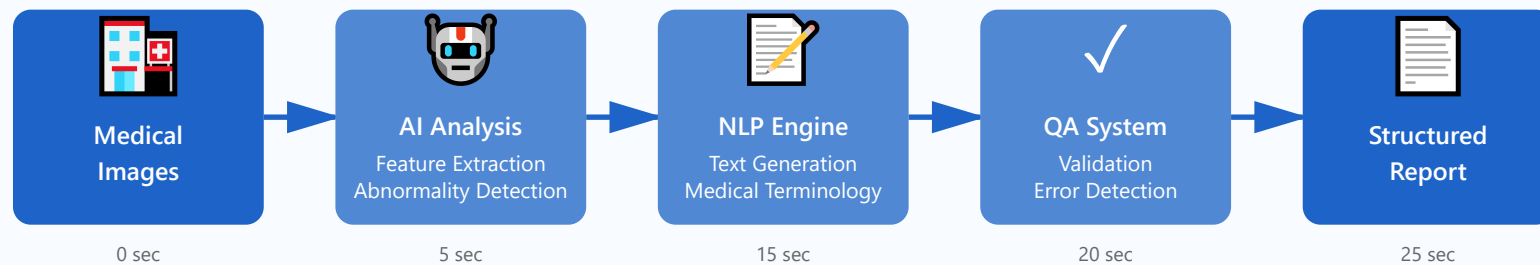 Medical
Images
AI Analysis
Feature Extraction
Abnormality Detection
NLP Engine
Text Generation
Medical Terminology
QA System
Validation
Error Detection
Structured
Report
0 sec
5 sec
15 sec
20 sec
25 sec